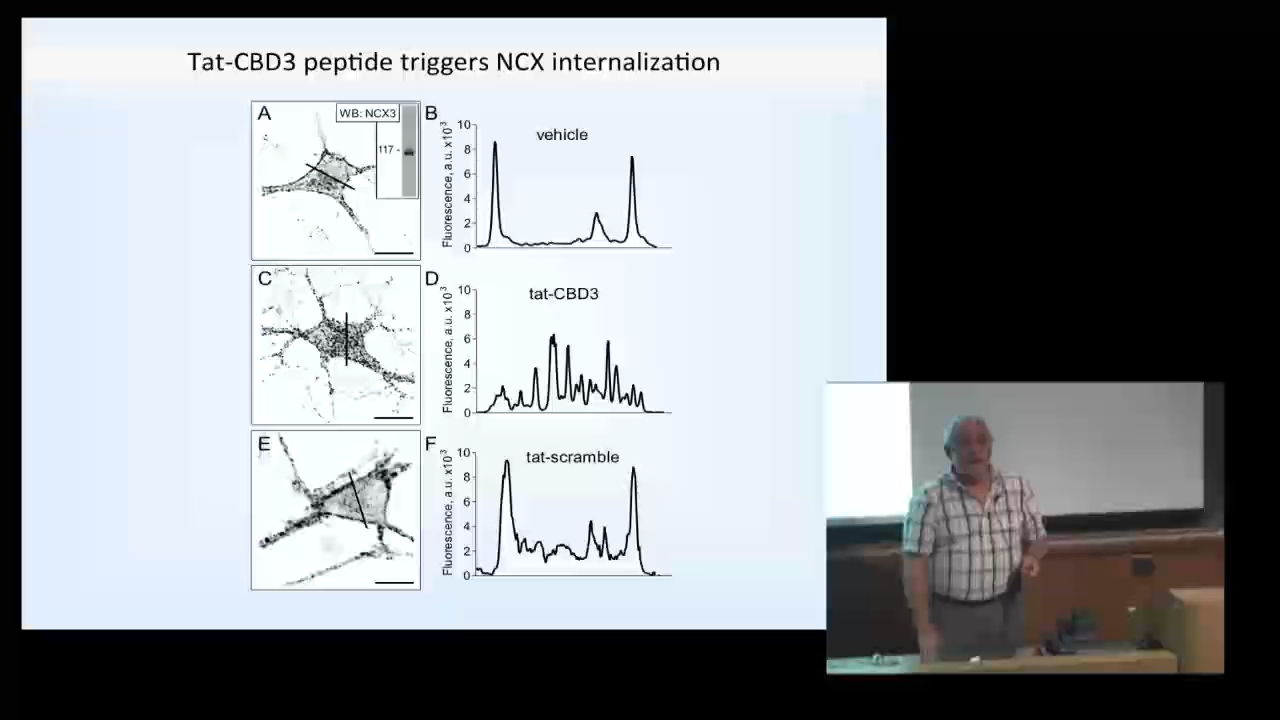 Tat-CBD3 peptide triggers NCX internalization
A
WB: NCX3
117 -
B
Fluorescence, a.u. x10³
10
8
6
4
2
0
vehicle
C
D
Fluorescence, a.u. x10³
10
8
6
4
2
0
tat-CBD3
E
F
Fluorescence, a.u. x10³
10
8
6
4
2
0
tat-scramble